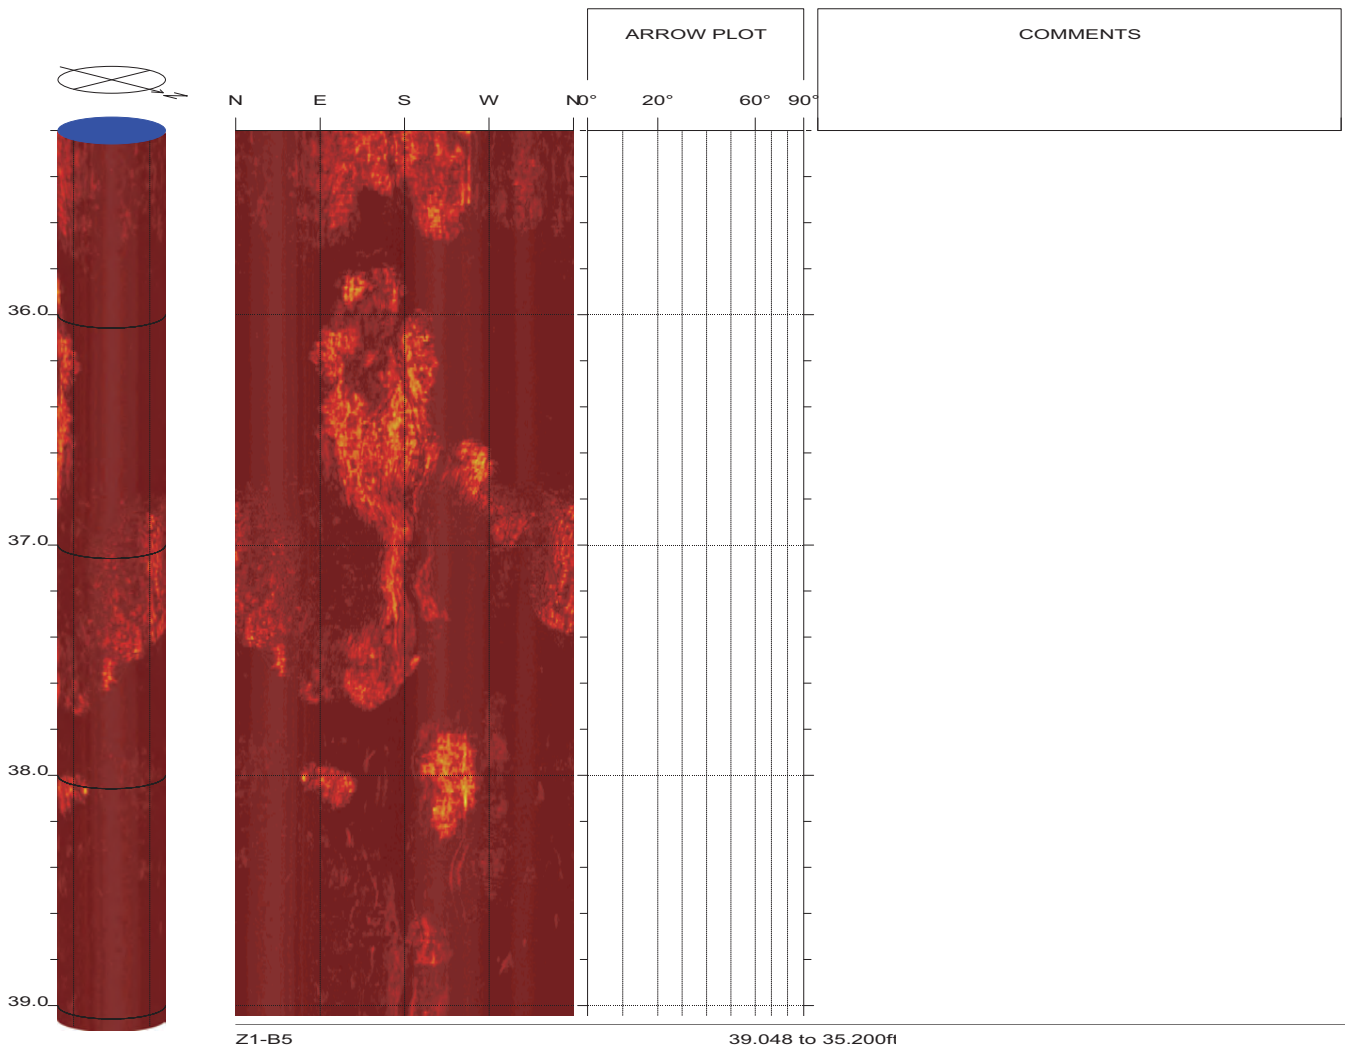 ARROW PLOT
COMMENTS
N
N E S W N
0° 20° 60° 90°
36.0
37.0
38.0
39.0
Z1-B5 39.048 to 35.200ft